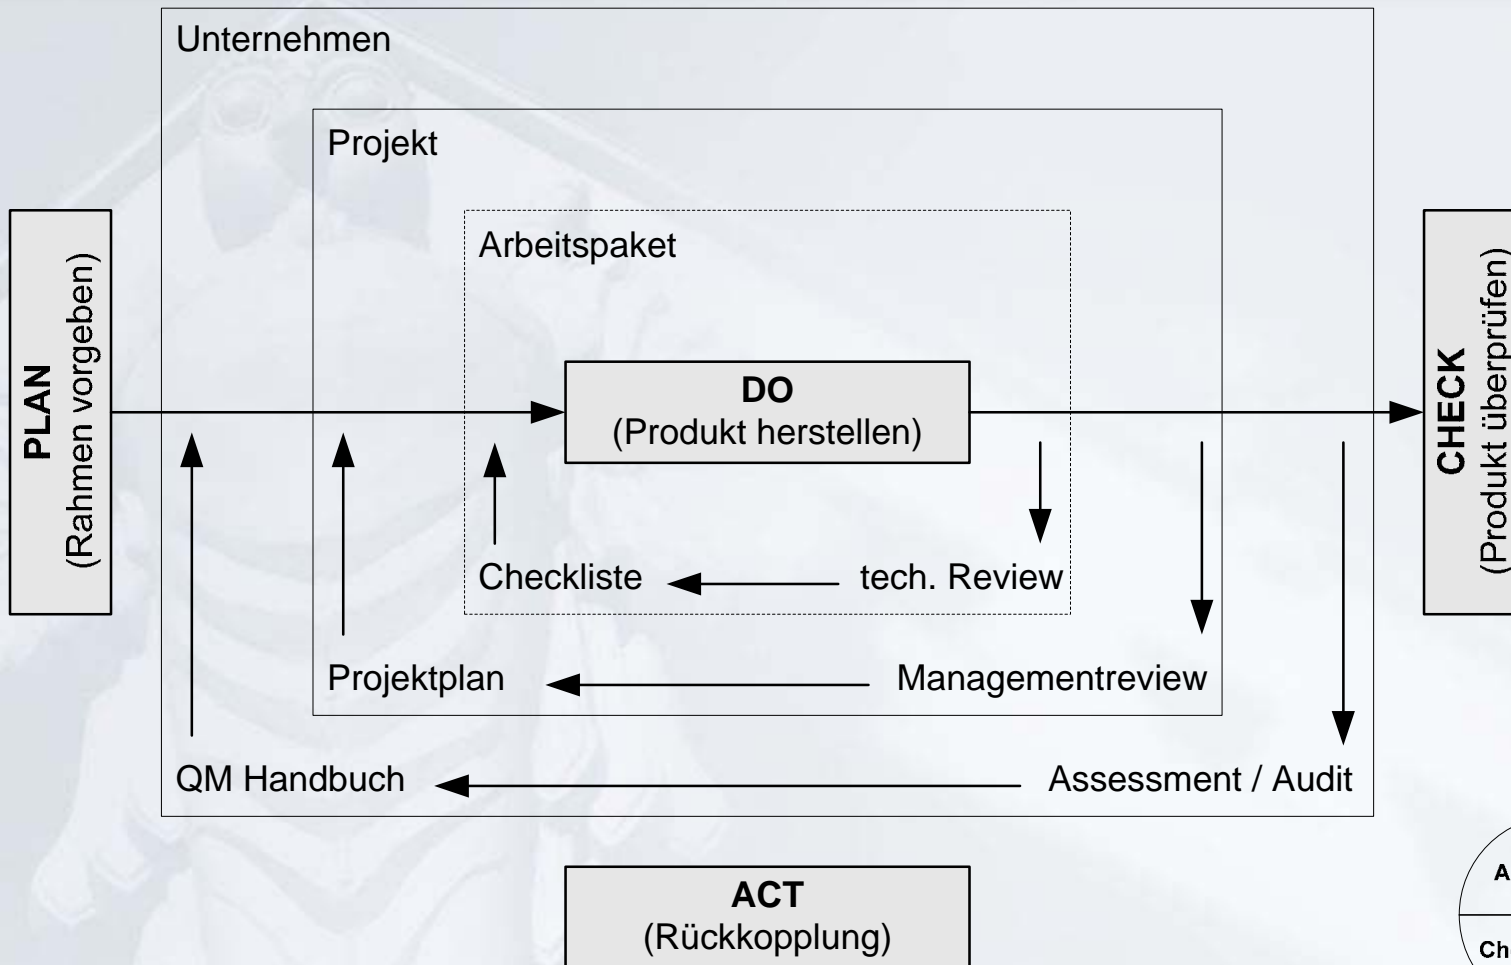 Unternehmen
Projekt
Arbeitspaket
PLAN
(Rahmen vorgeben)
DO
(Produkt herstellen)
CHECK
(Produkt überprüfen)
Checkliste
tech. Review
Projektplan
Managementreview
QM Handbuch
Assessment / Audit
ACT
(Rückkopplung)